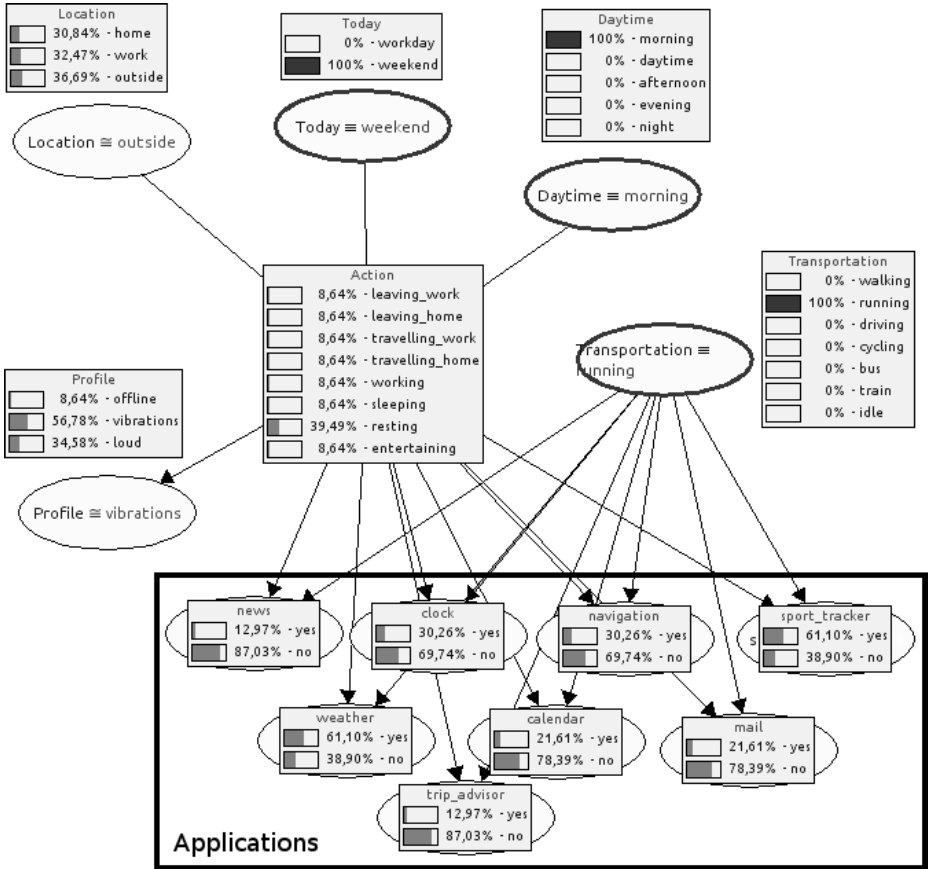 Location
30,84% - home
32,47% - work
36,69% - outside
Today
0% - workday
100% - weekend
Daytime
100% - morning
0% - daytime
0% - afternoon
0% - evening
0% - night
Location ≅ outside
Today ≡ weekend
Daytime ≡ morning
Action
8,64% - leaving_work
8,64% - leaving_home
8,64% - travelling_work
8,64% - travelling_home
8,64% - working
8,64% - sleeping
39,49% - resting
8,64% - entertaining
Transportation
0% - walking
100% - running
0% - driving
0% - cycling
0% - bus
0% - train
0% - idle
Transportation ≡
running
Profile
8,64% - offline
56,78% - vibrations
34,58% - loud
Profile ≅ vibrations
news
12,97% - yes
87,03% - no
clock
30,26% - yes
69,74% - no
navigation
30,26% - yes
69,74% - no
s
sport_tracker
61,10% - yes
38,90% - no
weather
61,10% - yes
38,90% - no
calendar
21,61% - yes
78,39% - no
mail
21,61% - yes
78,39% - no
trip_advisor
12,97% - yes
87,03% - no
Applications